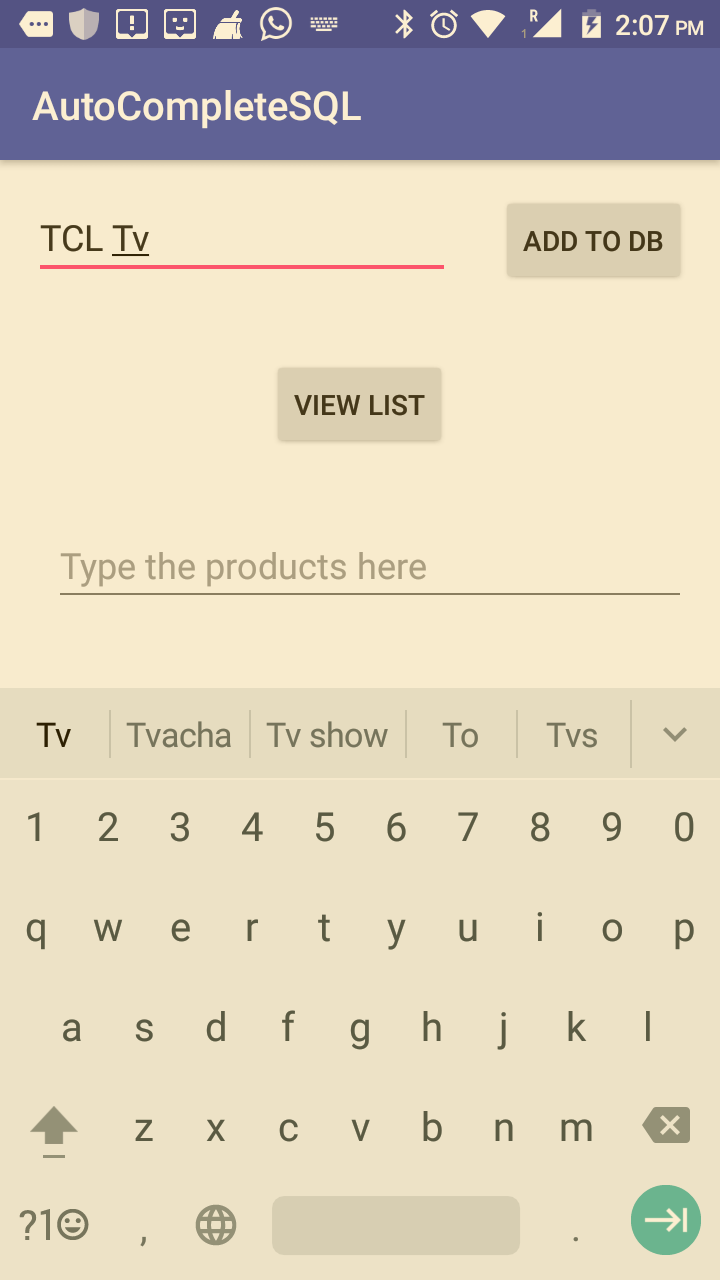 R
1
2:07 PM
AutoCompleteSQL
TCL Tv
ADD TO DB
VIEW LIST
Type the products here
Tv Tvacha Tv show To Tvs
1 2 3 4 5 6 7 8 9 0
q w e r t y u i o p
a s d f g h j k l
z x c v b n m
?1☺ , .